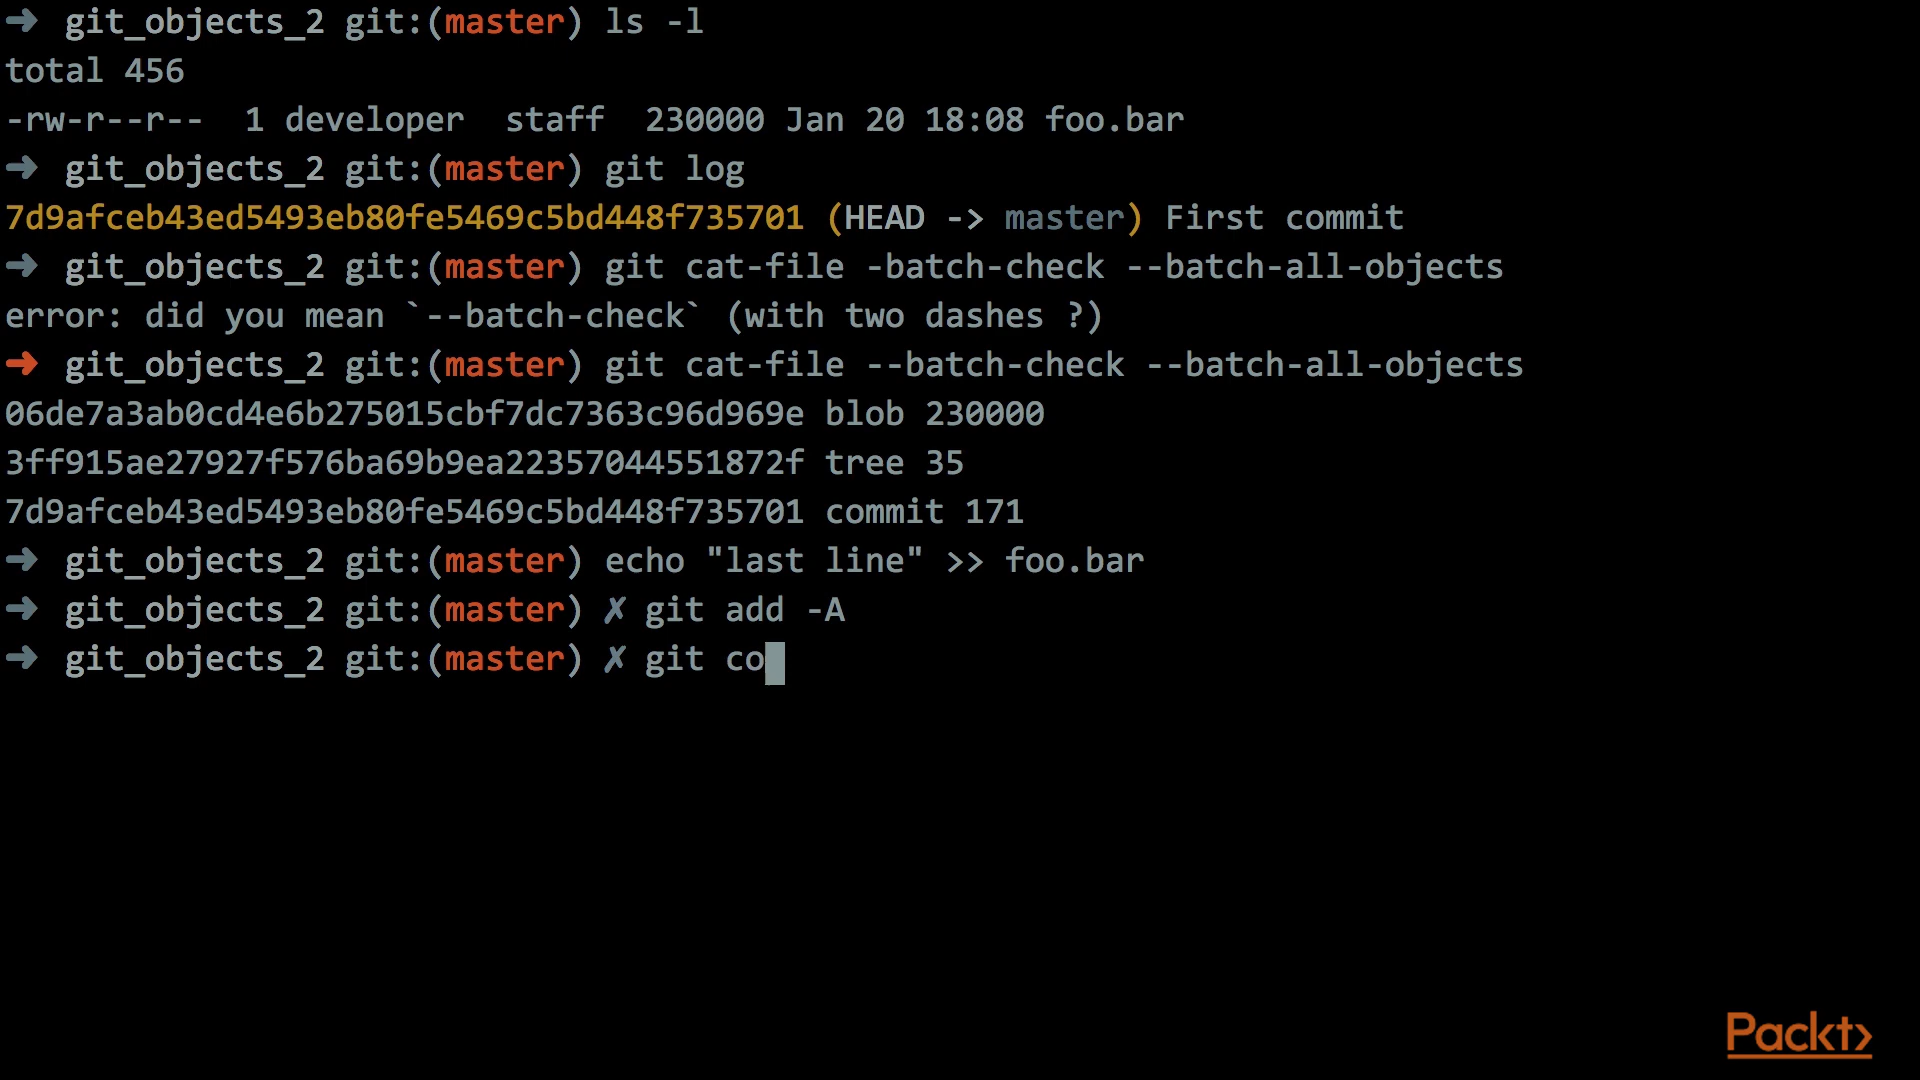 ➜ git_objects_2 git:(master) ls -l
total 456
-rw-r--r--  1 developer  staff  230000 Jan 20 18:08 foo.bar
➜ git_objects_2 git:(master) git log
7d9afceb43ed5493eb80fe5469c5bd448f735701 (HEAD -> master) First commit
➜ git_objects_2 git:(master) git cat-file -batch-check --batch-all-objects
error: did you mean `--batch-check` (with two dashes ?)
➜ git_objects_2 git:(master) git cat-file --batch-check --batch-all-objects
06de7a3ab0cd4e6b275015cbf7dc7363c96d969e blob 230000
3ff915ae27927f576ba69b9ea22357044551872f tree 35
7d9afceb43ed5493eb80fe5469c5bd448f735701 commit 171
➜ git_objects_2 git:(master) echo "last line" >> foo.bar
➜ git_objects_2 git:(master) ✗ git add -A
➜ git_objects_2 git:(master) ✗ git co
Packt>